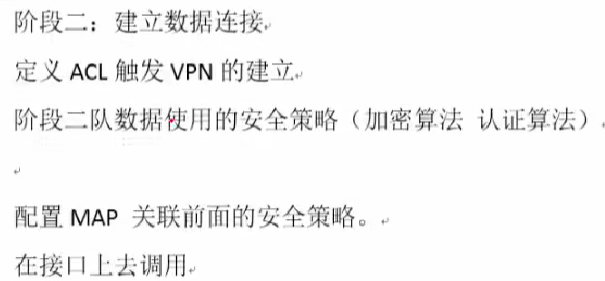 阶段二：建立数据连接
定义 ACL 触发 VPN 的建立
阶段二队数据使用的安全策略（加密算法 认证算法）
配置 MAP 关联前面的安全策略。
在接口上去调用